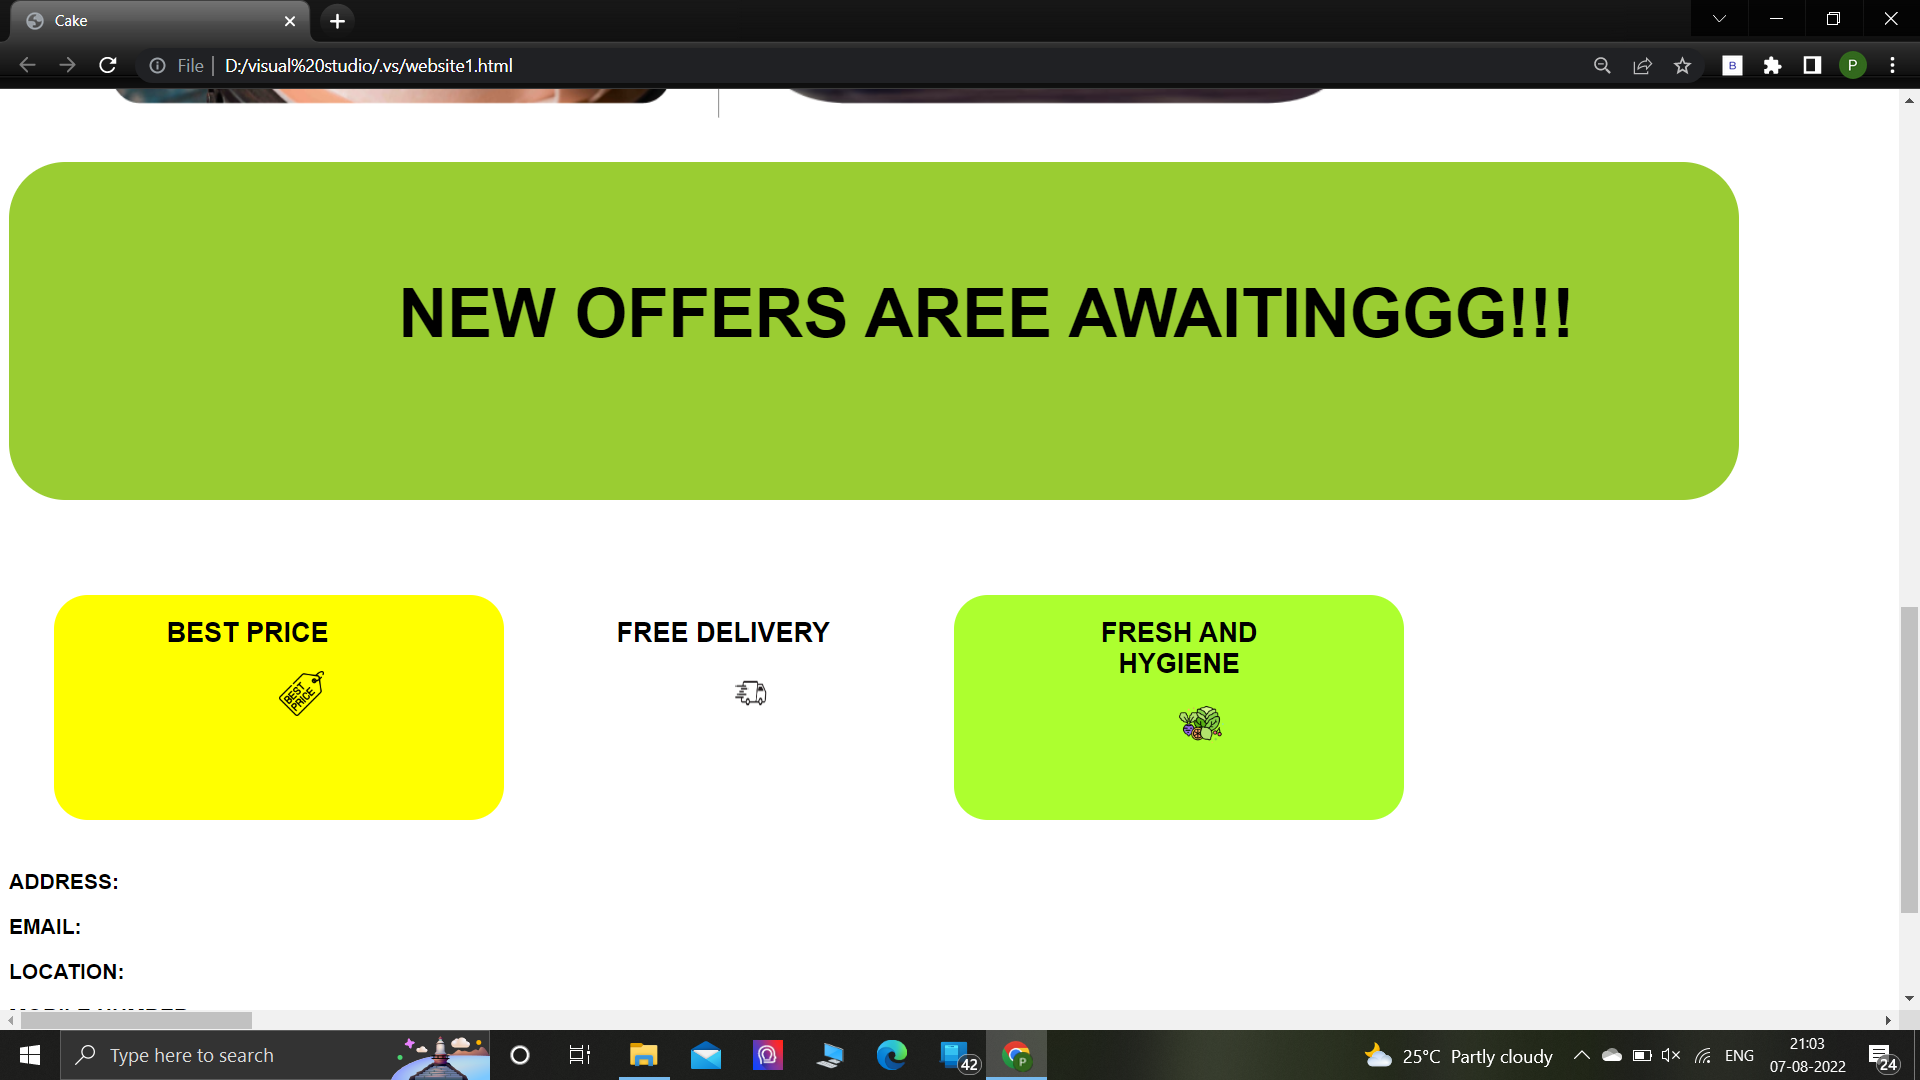 Cake
File
D:/visual%20studio/.vs/website1.html
B
P
NEW OFFERS AREE AWAITINGGG!!!
BEST PRICE
FREE DELIVERY
FRESH AND
HYGIENE
BEST
PRICE
ADDRESS:
EMAIL:
LOCATION:
MOBILE NUMBER
Type here to search
42
P
25°C Partly cloudy
ENG
21:03
07-08-2022
24